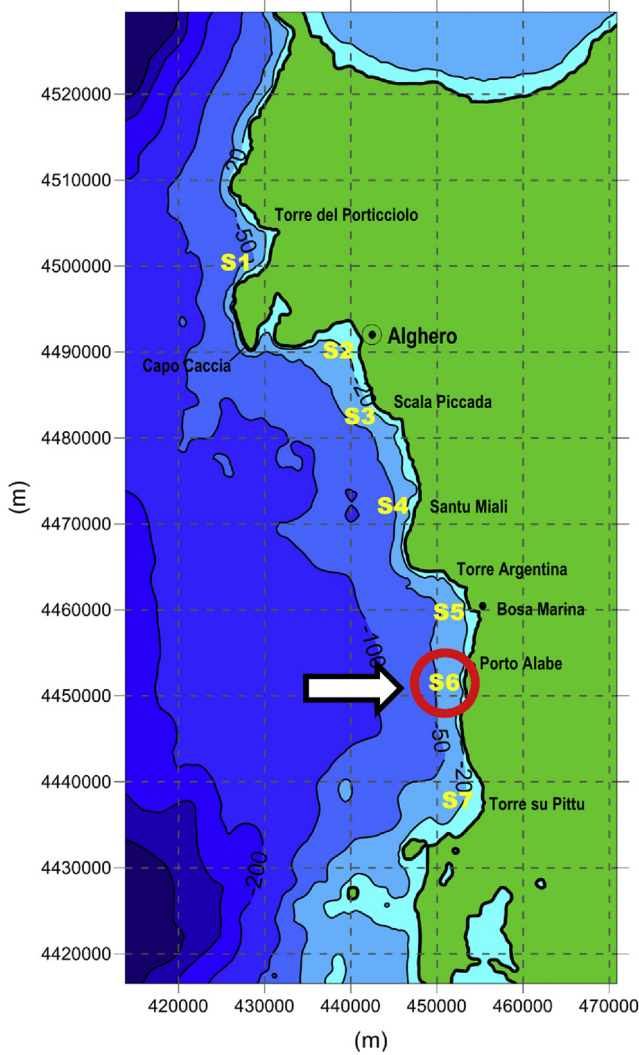 4520000
20
Torre del Porticciolo
4510000
-50
S1
4500000
Alghero
4490000
S2
Capo Caccia
-20
Scala Piccada
S3
4480000
(m)
S4
Santu Miali
4470000
Torre Argentina
4460000
S5
Bosa Marina
-100
Porto Alabe
S6
4450000
-50
-20
4440000
S7
Torre su Pittu
4430000
-200
4420000
420000 430000 440000 450000 460000 470000
(m)